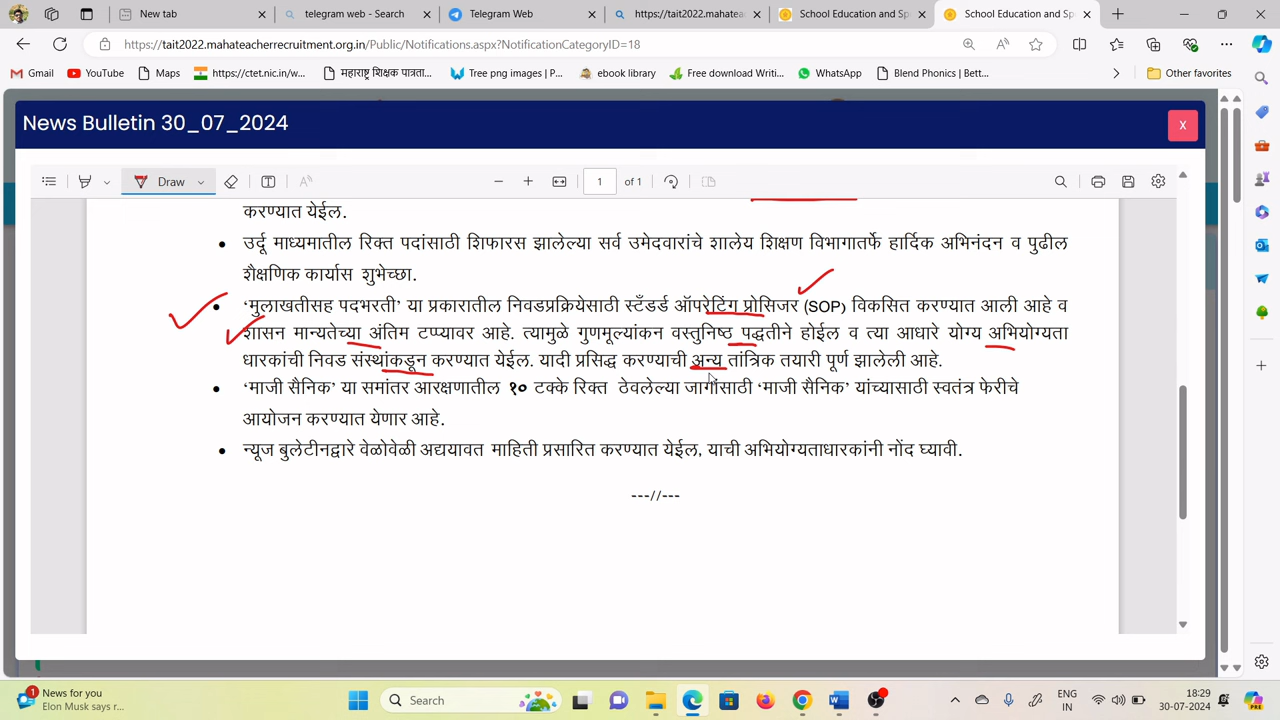 New tab
telegram web - Search
Telegram Web
https://tait2022.mahateache
School Education and Sp
School Education and Sp
https://tait2022.mahateacherrecruitment.org.in/Public/Notifications.aspx?NotificationCategoryID=18
Gmail
YouTube
Maps
https://ctet.nic.in/w...
महाराष्ट्र शिक्षक पात्रता...
Tree png images | P...
ebook library
Free download Writi...
WhatsApp
Blend Phonics | Bett...
Other favorites
News Bulletin 30_07_2024
X
Draw
1 of 1
करण्यात येईल.
• उर्दू माध्यमातील रिक्त पदांसाठी शिफारस झालेल्या सर्व उमेदवारांचे शालेय शिक्षण विभागातर्फे हार्दिक अभिनंदन व पुढील
शैक्षणिक कार्यास शुभेच्छा.
• ‘मुलाखतीसह पदभरती’ या प्रकारातील निवडप्रक्रियेसाठी स्टँडर्ड ऑपरेटिंग प्रोसिजर (SOP) विकसित करण्यात आली आहे व
शासन मान्यतेच्या अंतिम टप्प्यावर आहे. त्यामुळे गुणमूल्यांकन वस्तुनिष्ठ पद्धतीने होईल व त्या आधारे योग्य अभियोग्यता
धारकांची निवड संस्थांकडून करण्यात येईल. यादी प्रसिद्ध करण्याची अन्य तांत्रिक तयारी पूर्ण झालेली आहे.
• ‘माजी सैनिक’ या समांतर आरक्षणातील १० टक्के रिक्त ठेवलेल्या जागांसाठी ‘माजी सैनिक’ यांच्यासाठी स्वतंत्र फेरीचे
आयोजन करण्यात येणार आहे.
• न्यूज बुलेटीनद्वारे वेळोवेळी अद्ययावत माहिती प्रसारित करण्यात येईल, याची अभियोग्यताधारकांनी नोंद घ्यावी.
---//---
1
News for you
Elon Musk says r...
Search
ENG
IN
18:29
30-07-2024